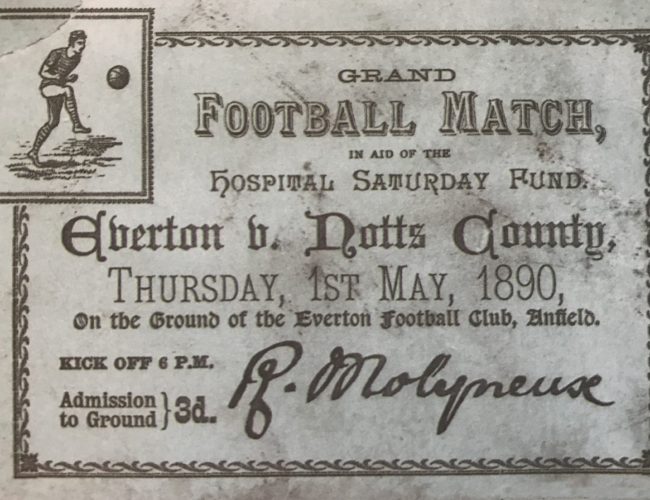 GRAND
FOOTBALL MATCH,
IN AID OF THE
HOSPITAL SATURDAY FUND.
Everton v. Notts County,
THURSDAY, 1ST MAY, 1890,
On the Ground of the Everton Football Club, Anfield.
KICK OFF 6 P.M.
Admission
to Ground } 3d.
R. Molyneux